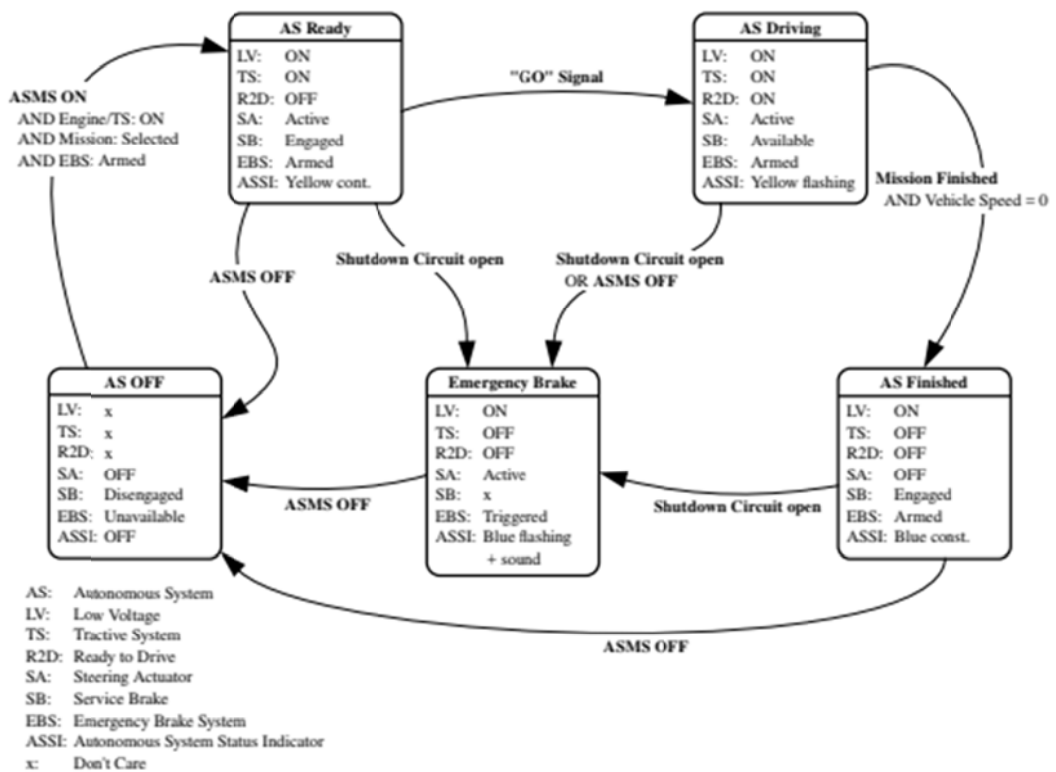 AS Ready
LV: ON
TS: ON
R2D: OFF
SA: Active
SB: Engaged
EBS: Armed
ASSI: Yellow cont.
AS Driving
LV: ON
TS: ON
R2D: ON
SA: Active
SB: Available
EBS: Armed
ASSI: Yellow flashing
"GO" Signal
ASMS ON
AND Engine/TS: ON
AND Mission: Selected
AND EBS: Armed
Mission Finished
AND Vehicle Speed = 0
ASMS OFF
Shutdown Circuit open
Shutdown Circuit open
OR ASMS OFF
AS OFF
LV: x
TS: x
R2D: x
SA: OFF
SB: Disengaged
EBS: Unavailable
ASSI: OFF
Emergency Brake
LV: ON
TS: OFF
R2D: OFF
SA: Active
SB: x
EBS: Triggered
ASSI: Blue flashing
+ sound
AS Finished
LV: ON
TS: OFF
R2D: OFF
SA: OFF
SB: Engaged
EBS: Armed
ASSI: Blue const.
ASMS OFF
Shutdown Circuit open
ASMS OFF
AS: Autonomous System
LV: Low Voltage
TS: Tractive System
R2D: Ready to Drive
SA: Steering Actuator
SB: Service Brake
EBS: Emergency Brake System
ASSI: Autonomous System Status Indicator
x: Don't Care